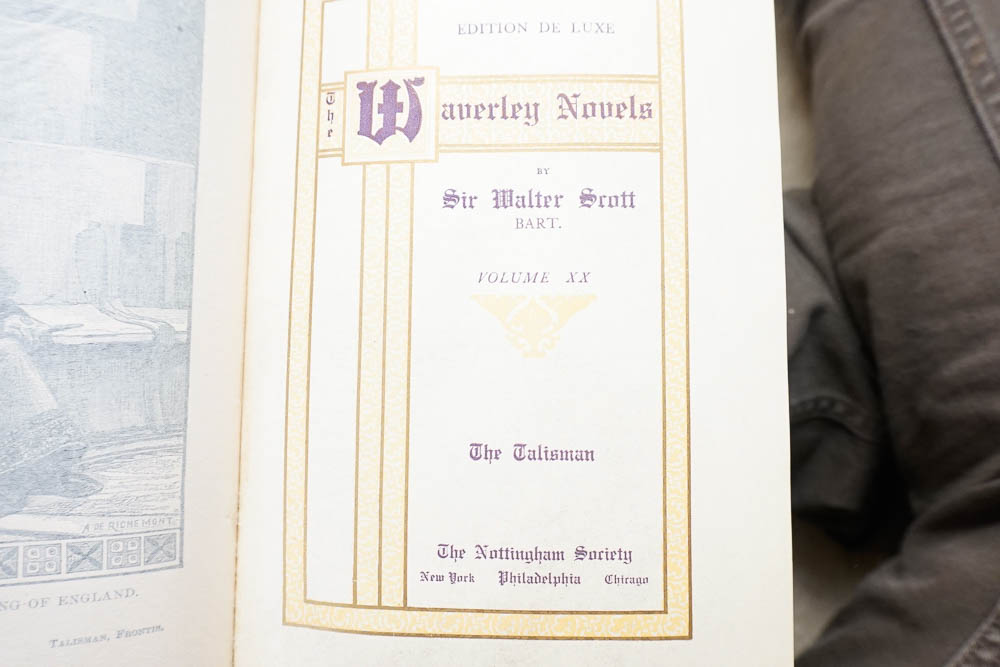 A DE RICHEMONT.
NG OF ENGLAND.
TALISMAN, FRONTIS.
EDITION DE LUXE
The Waverley Novels
BY
Sir Walter Scott
BART.
VOLUME XX
The Talisman
The Nottingham Society
New York Philadelphia Chicago